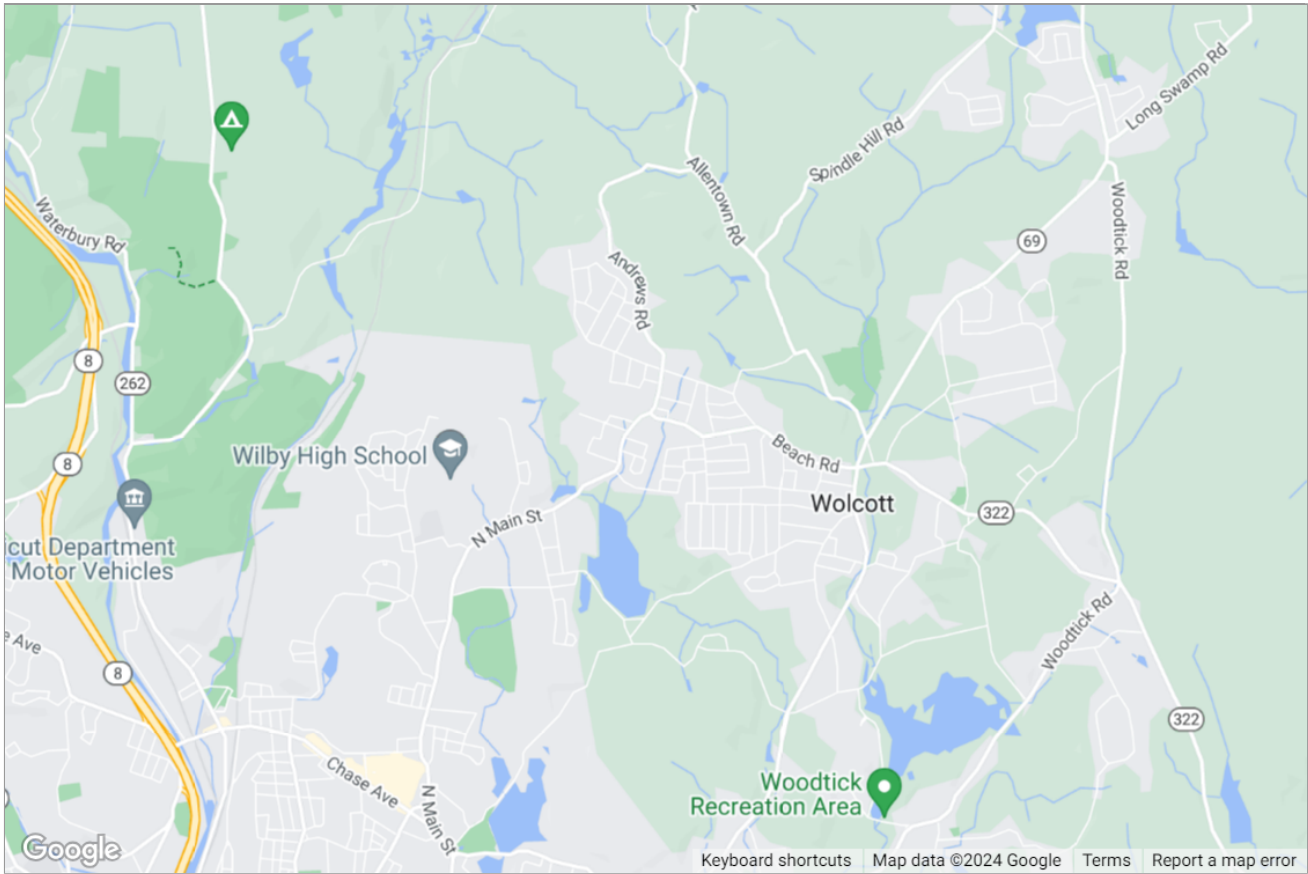 Long Swamp Rd
Spindle Hill Rd
Allentown Rd
Waterbury Rd
Woodtick Rd
69
Andrews Rd
8
262
Wilby High School
Beach Rd
8
Wolcott
322
N Main St
icut Department
Motor Vehicles
e Ave
Woodtick Rd
8
322
Chase Ave
Woodtick
Recreation Area
N Main St
Google
Keyboard shortcuts
Map data ©2024 Google
Terms
Report a map error